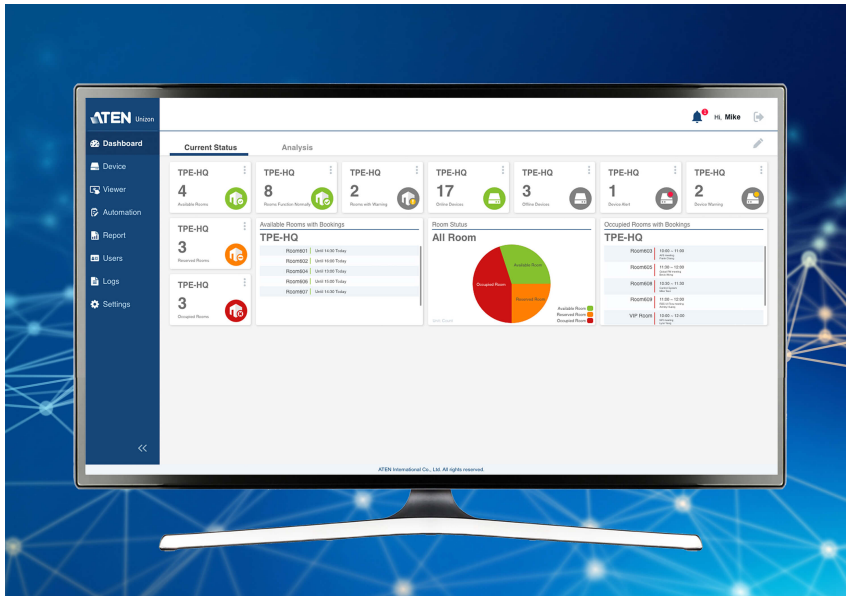 ATEN Unizon
1
Hi, Mike
Dashboard
Device
Viewer
Automation
Report
Users
Logs
Settings
Current Status
Analysis
TPE-HQ
4
Available Rooms
TPE-HQ
8
Rooms Function Normally
TPE-HQ
2
Rooms with Warning
TPE-HQ
17
Online Devices
TPE-HQ
3
Offline Devices
TPE-HQ
1
Device Alert
TPE-HQ
2
Device Warning
TPE-HQ
3
Reserved Rooms
TPE-HQ
3
Occupied Rooms
Available Rooms with Bookings
TPE-HQ
Room601 Until 14:00 Today
Room602 Until 16:00 Today
Room604 Until 13:00 Today
Room606 Until 15:00 Today
Room607 Until 14:00 Today
Room Status
All Room
Available Room
Occupied Room
Reserved Room
Available Room
Reserved Room
Occupied Room
Occupied Rooms with Bookings
TPE-HQ
Room603 10:00 – 11:00
Room605 11:30 – 12:00
Room608 10:30 – 11:30
Room609 11:30 – 12:00
VIP Room 10:00 – 12:00
ATEN International Co., Ltd. All rights reserved.